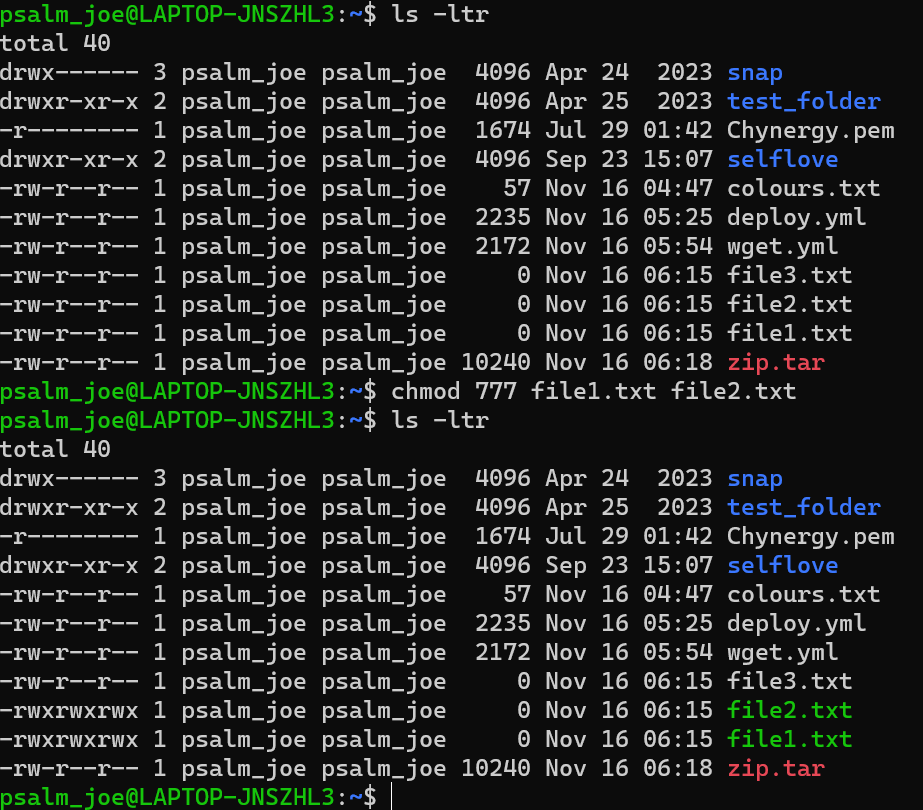 psalm_joe@LAPTOP-JNSZHL3:~$ ls -ltr
total 40
drwx------ 3 psalm_joe psalm_joe  4096 Apr 24  2023 snap
drwxr-xr-x 2 psalm_joe psalm_joe  4096 Apr 25  2023 test_folder
-r-------- 1 psalm_joe psalm_joe  1674 Jul 29 01:42 Chynergy.pem
drwxr-xr-x 2 psalm_joe psalm_joe  4096 Sep 23 15:07 selflove
-rw-r--r-- 1 psalm_joe psalm_joe    57 Nov 16 04:47 colours.txt
-rw-r--r-- 1 psalm_joe psalm_joe  2235 Nov 16 05:25 deploy.yml
-rw-r--r-- 1 psalm_joe psalm_joe  2172 Nov 16 05:54 wget.yml
-rw-r--r-- 1 psalm_joe psalm_joe     0 Nov 16 06:15 file3.txt
-rw-r--r-- 1 psalm_joe psalm_joe     0 Nov 16 06:15 file2.txt
-rw-r--r-- 1 psalm_joe psalm_joe     0 Nov 16 06:15 file1.txt
-rw-r--r-- 1 psalm_joe psalm_joe 10240 Nov 16 06:18 zip.tar
psalm_joe@LAPTOP-JNSZHL3:~$ chmod 777 file1.txt file2.txt
psalm_joe@LAPTOP-JNSZHL3:~$ ls -ltr
total 40
drwx------ 3 psalm_joe psalm_joe  4096 Apr 24  2023 snap
drwxr-xr-x 2 psalm_joe psalm_joe  4096 Apr 25  2023 test_folder
-r-------- 1 psalm_joe psalm_joe  1674 Jul 29 01:42 Chynergy.pem
drwxr-xr-x 2 psalm_joe psalm_joe  4096 Sep 23 15:07 selflove
-rw-r--r-- 1 psalm_joe psalm_joe    57 Nov 16 04:47 colours.txt
-rw-r--r-- 1 psalm_joe psalm_joe  2235 Nov 16 05:25 deploy.yml
-rw-r--r-- 1 psalm_joe psalm_joe  2172 Nov 16 05:54 wget.yml
-rw-r--r-- 1 psalm_joe psalm_joe     0 Nov 16 06:15 file3.txt
-rwxrwxrwx 1 psalm_joe psalm_joe     0 Nov 16 06:15 file2.txt
-rwxrwxrwx 1 psalm_joe psalm_joe     0 Nov 16 06:15 file1.txt
-rw-r--r-- 1 psalm_joe psalm_joe 10240 Nov 16 06:18 zip.tar
psalm_joe@LAPTOP-JNSZHL3:~$